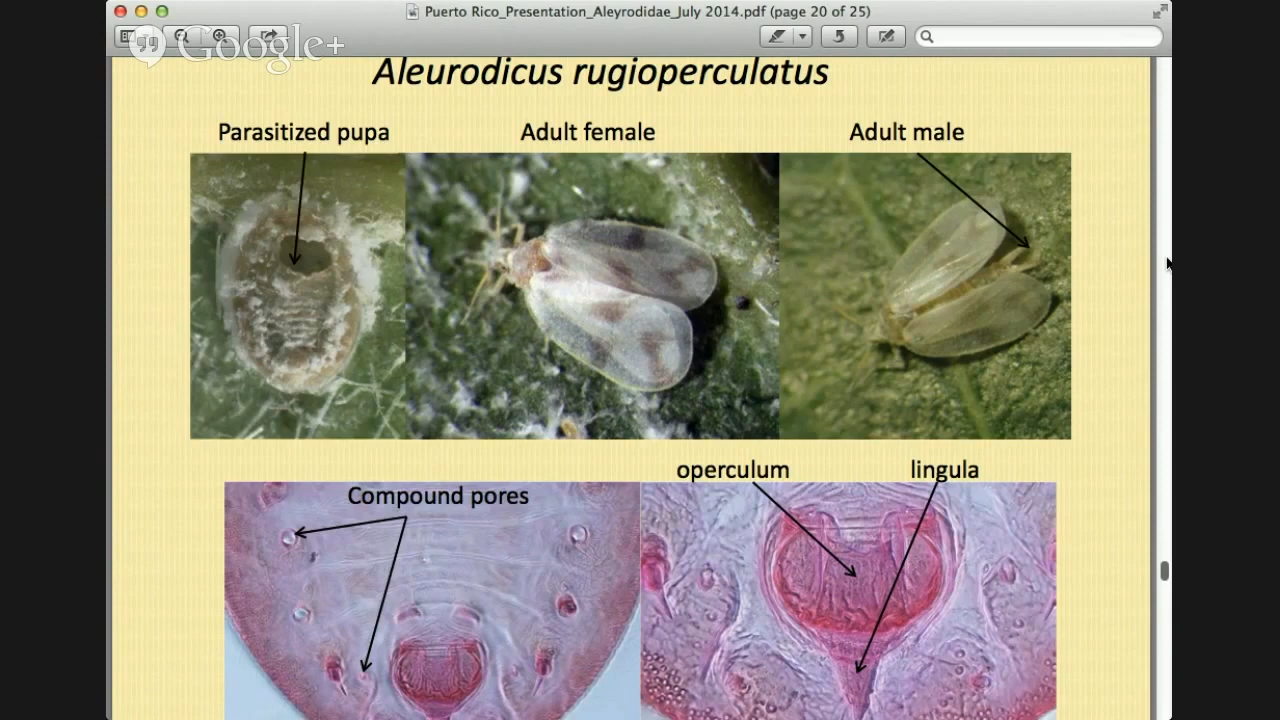 Puerto Rico_Presentation_Aleyrodidae_July 2014.pdf (page 20 of 25)
Google+
Aleurodicus rugioperculatus
Parasitized pupa
Adult female
Adult male
operculum
lingula
Compound pores